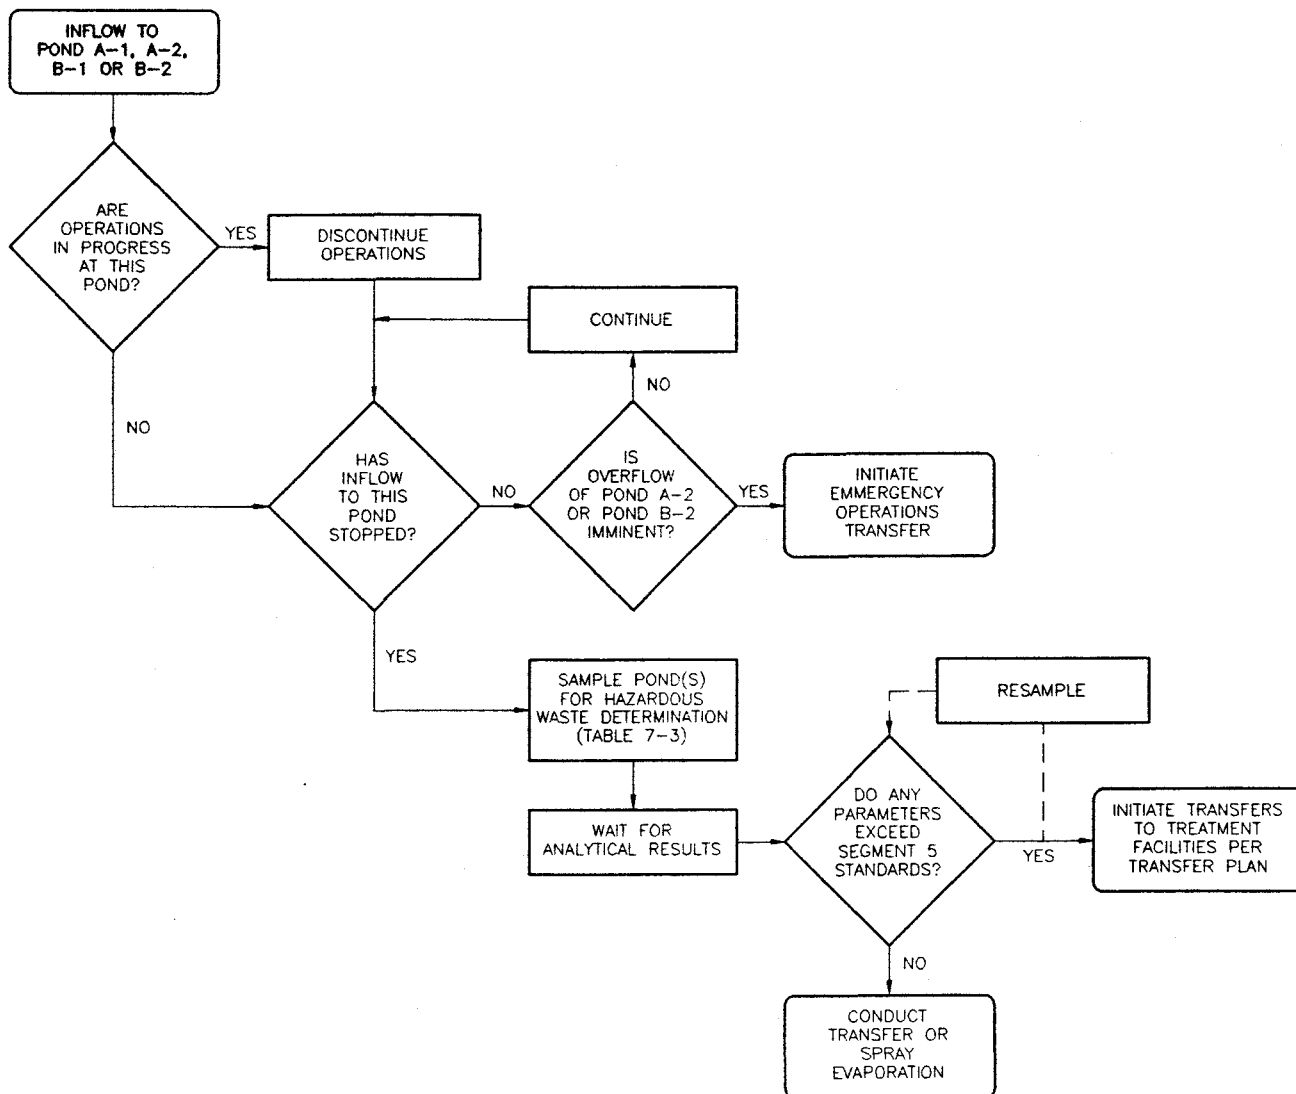 INFLOW TO
POND A-1, A-2,
B-1 OR B-2
ARE
OPERATIONS
IN PROGRESS
AT THIS
POND?
YES
DISCONTINUE
OPERATIONS
CONTINUE
NO
NO
HAS
INFLOW
TO THIS
POND
STOPPED?
NO
IS
OVERFLOW
OF POND A-2
OR POND B-2
IMMINENT?
YES
INITIATE
EMMERGENCY
OPERATIONS
TRANSFER
YES
SAMPLE POND(S)
FOR HAZARDOUS
WASTE DETERMINATION
(TABLE 7-3)
WAIT FOR
ANALYTICAL RESULTS
RESAMPLE
DO ANY
PARAMETERS
EXCEED
SEGMENT 5
STANDARDS?
YES
INITIATE TRANSFERS
TO TREATMENT
FACILITIES PER
TRANSFER PLAN
NO
CONDUCT
TRANSFER OR
SPRAY
EVAPORATION